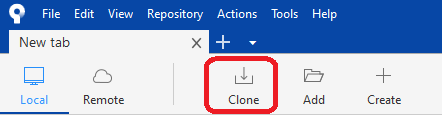 File Edit View Repository Actions Tools Help
New tab
Local Remote Clone Add Create